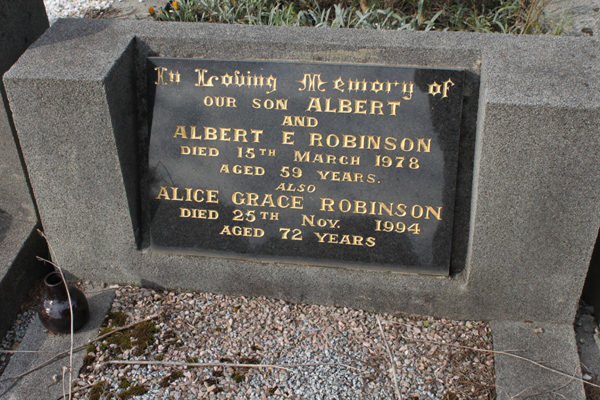 In Loving Memory of
OUR SON ALBERT
AND
ALBERT E ROBINSON
DIED 15TH MARCH 1978
AGED 59 YEARS.
ALSO
ALICE GRACE ROBINSON
DIED 25TH NOV. 1994
AGED 72 YEARS